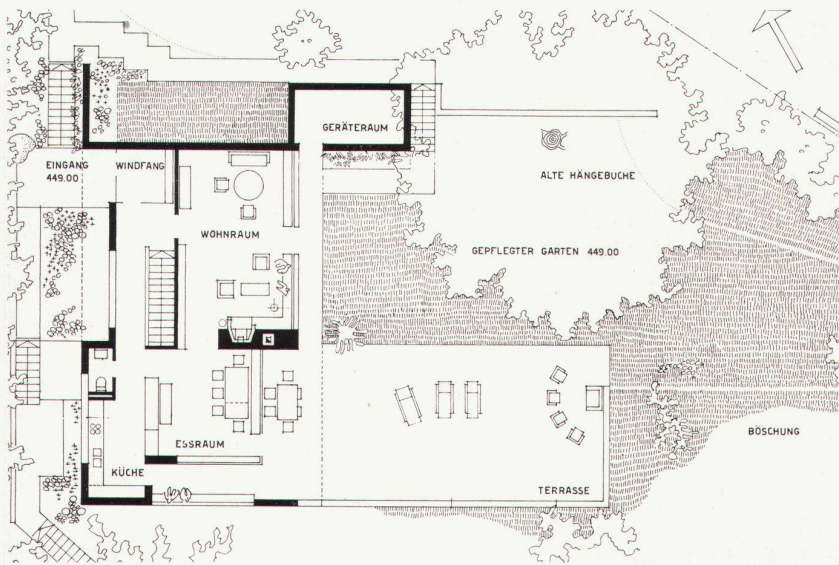 GERÄTERAUM
EINGANG
449.00
WINDFANG
ALTE HÄNGEBUCHE
WOHNRAUM
GEPFLEGTER GARTEN 449.00
BÖSCHUNG
ESSRAUM
KÜCHE
TERRASSE